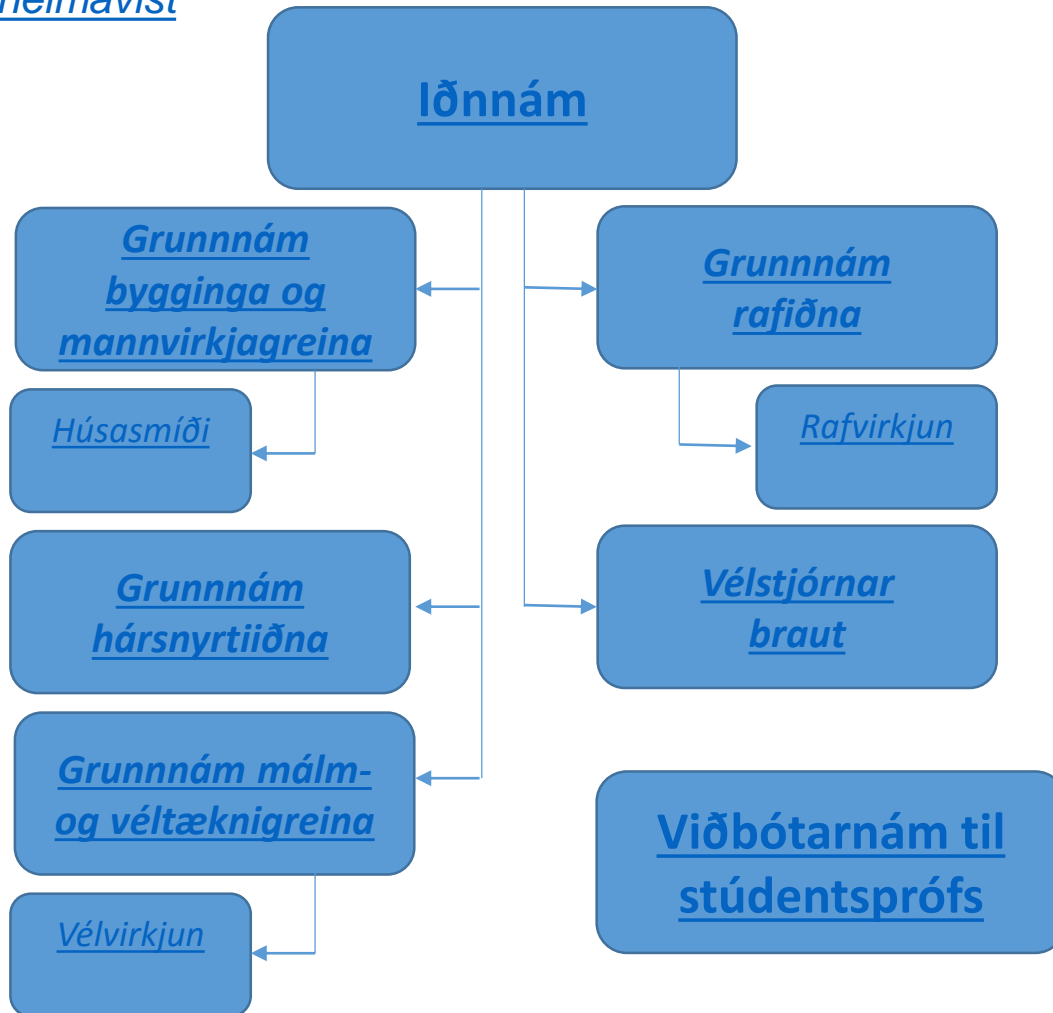 heimavist
Iðnnám
Grunnnám
bygginga og
mannvirkjagreina
Grunnnám
rafiðna
Húsasmíði
Rafvirkjun
Grunnnám
hársnyrtiiðna
Vélstjórnar
braut
Grunnnám málm-
og véltæknigreina
Viðbótarnám til
stúdentsprófs
Vélvirkjun